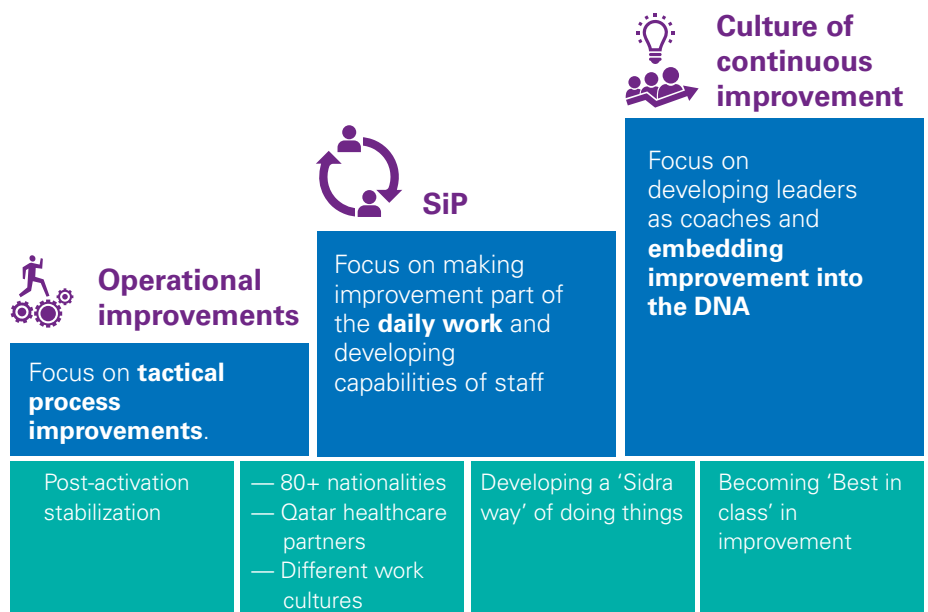 Operational
improvements
Focus on tactical
process
improvements.
SiP
Focus on making
improvement part of
the daily work and
developing
capabilities of staff
Culture of
continuous
improvement
Focus on
developing leaders
as coaches and
embedding
improvement into
the DNA
Post-activation
stabilization
— 80+ nationalities
— Qatar healthcare
partners
— Different work
cultures
Developing a ‘Sidra
way’ of doing things
Becoming ‘Best in
class’ in
improvement